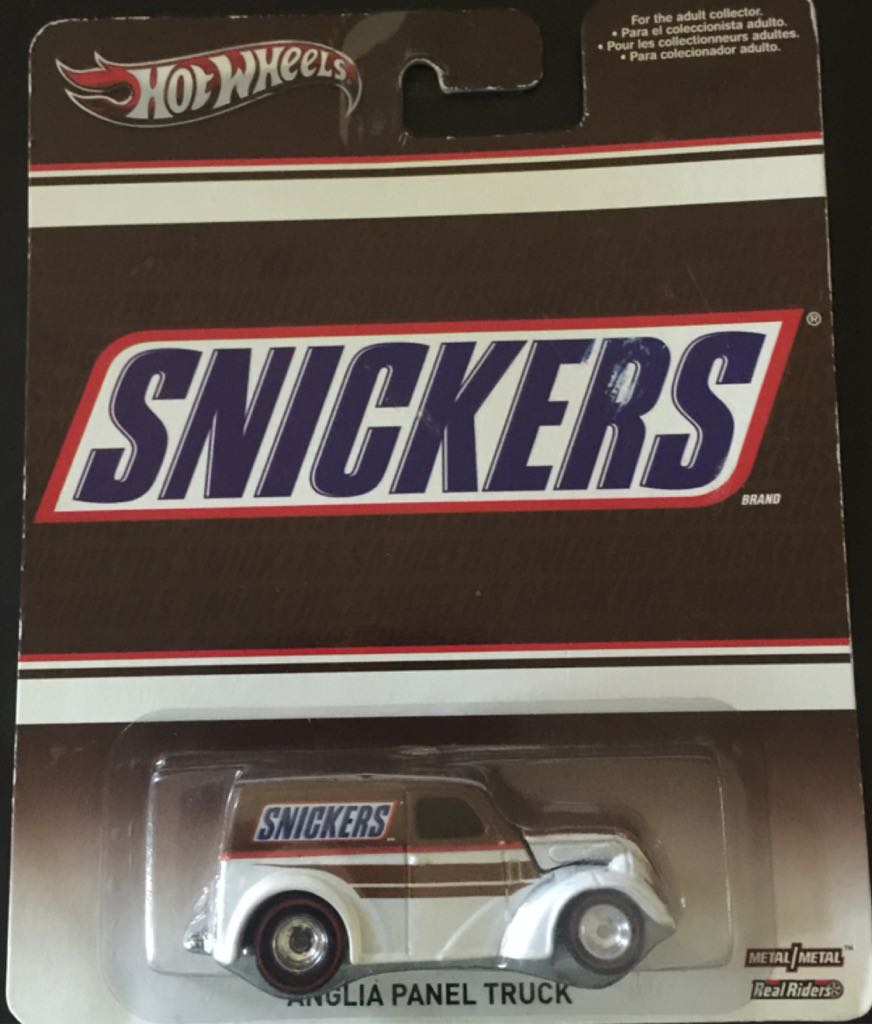 For the adult collector.
• Para el coleccionista adulto.
• Pour les collectionneurs adultes.
• Para colecionador adulto.
HOT WHEELS
SNICKERS®
BRAND
SNICKERS
METAL/METAL™
Real Riders
ANGLIA PANEL TRUCK